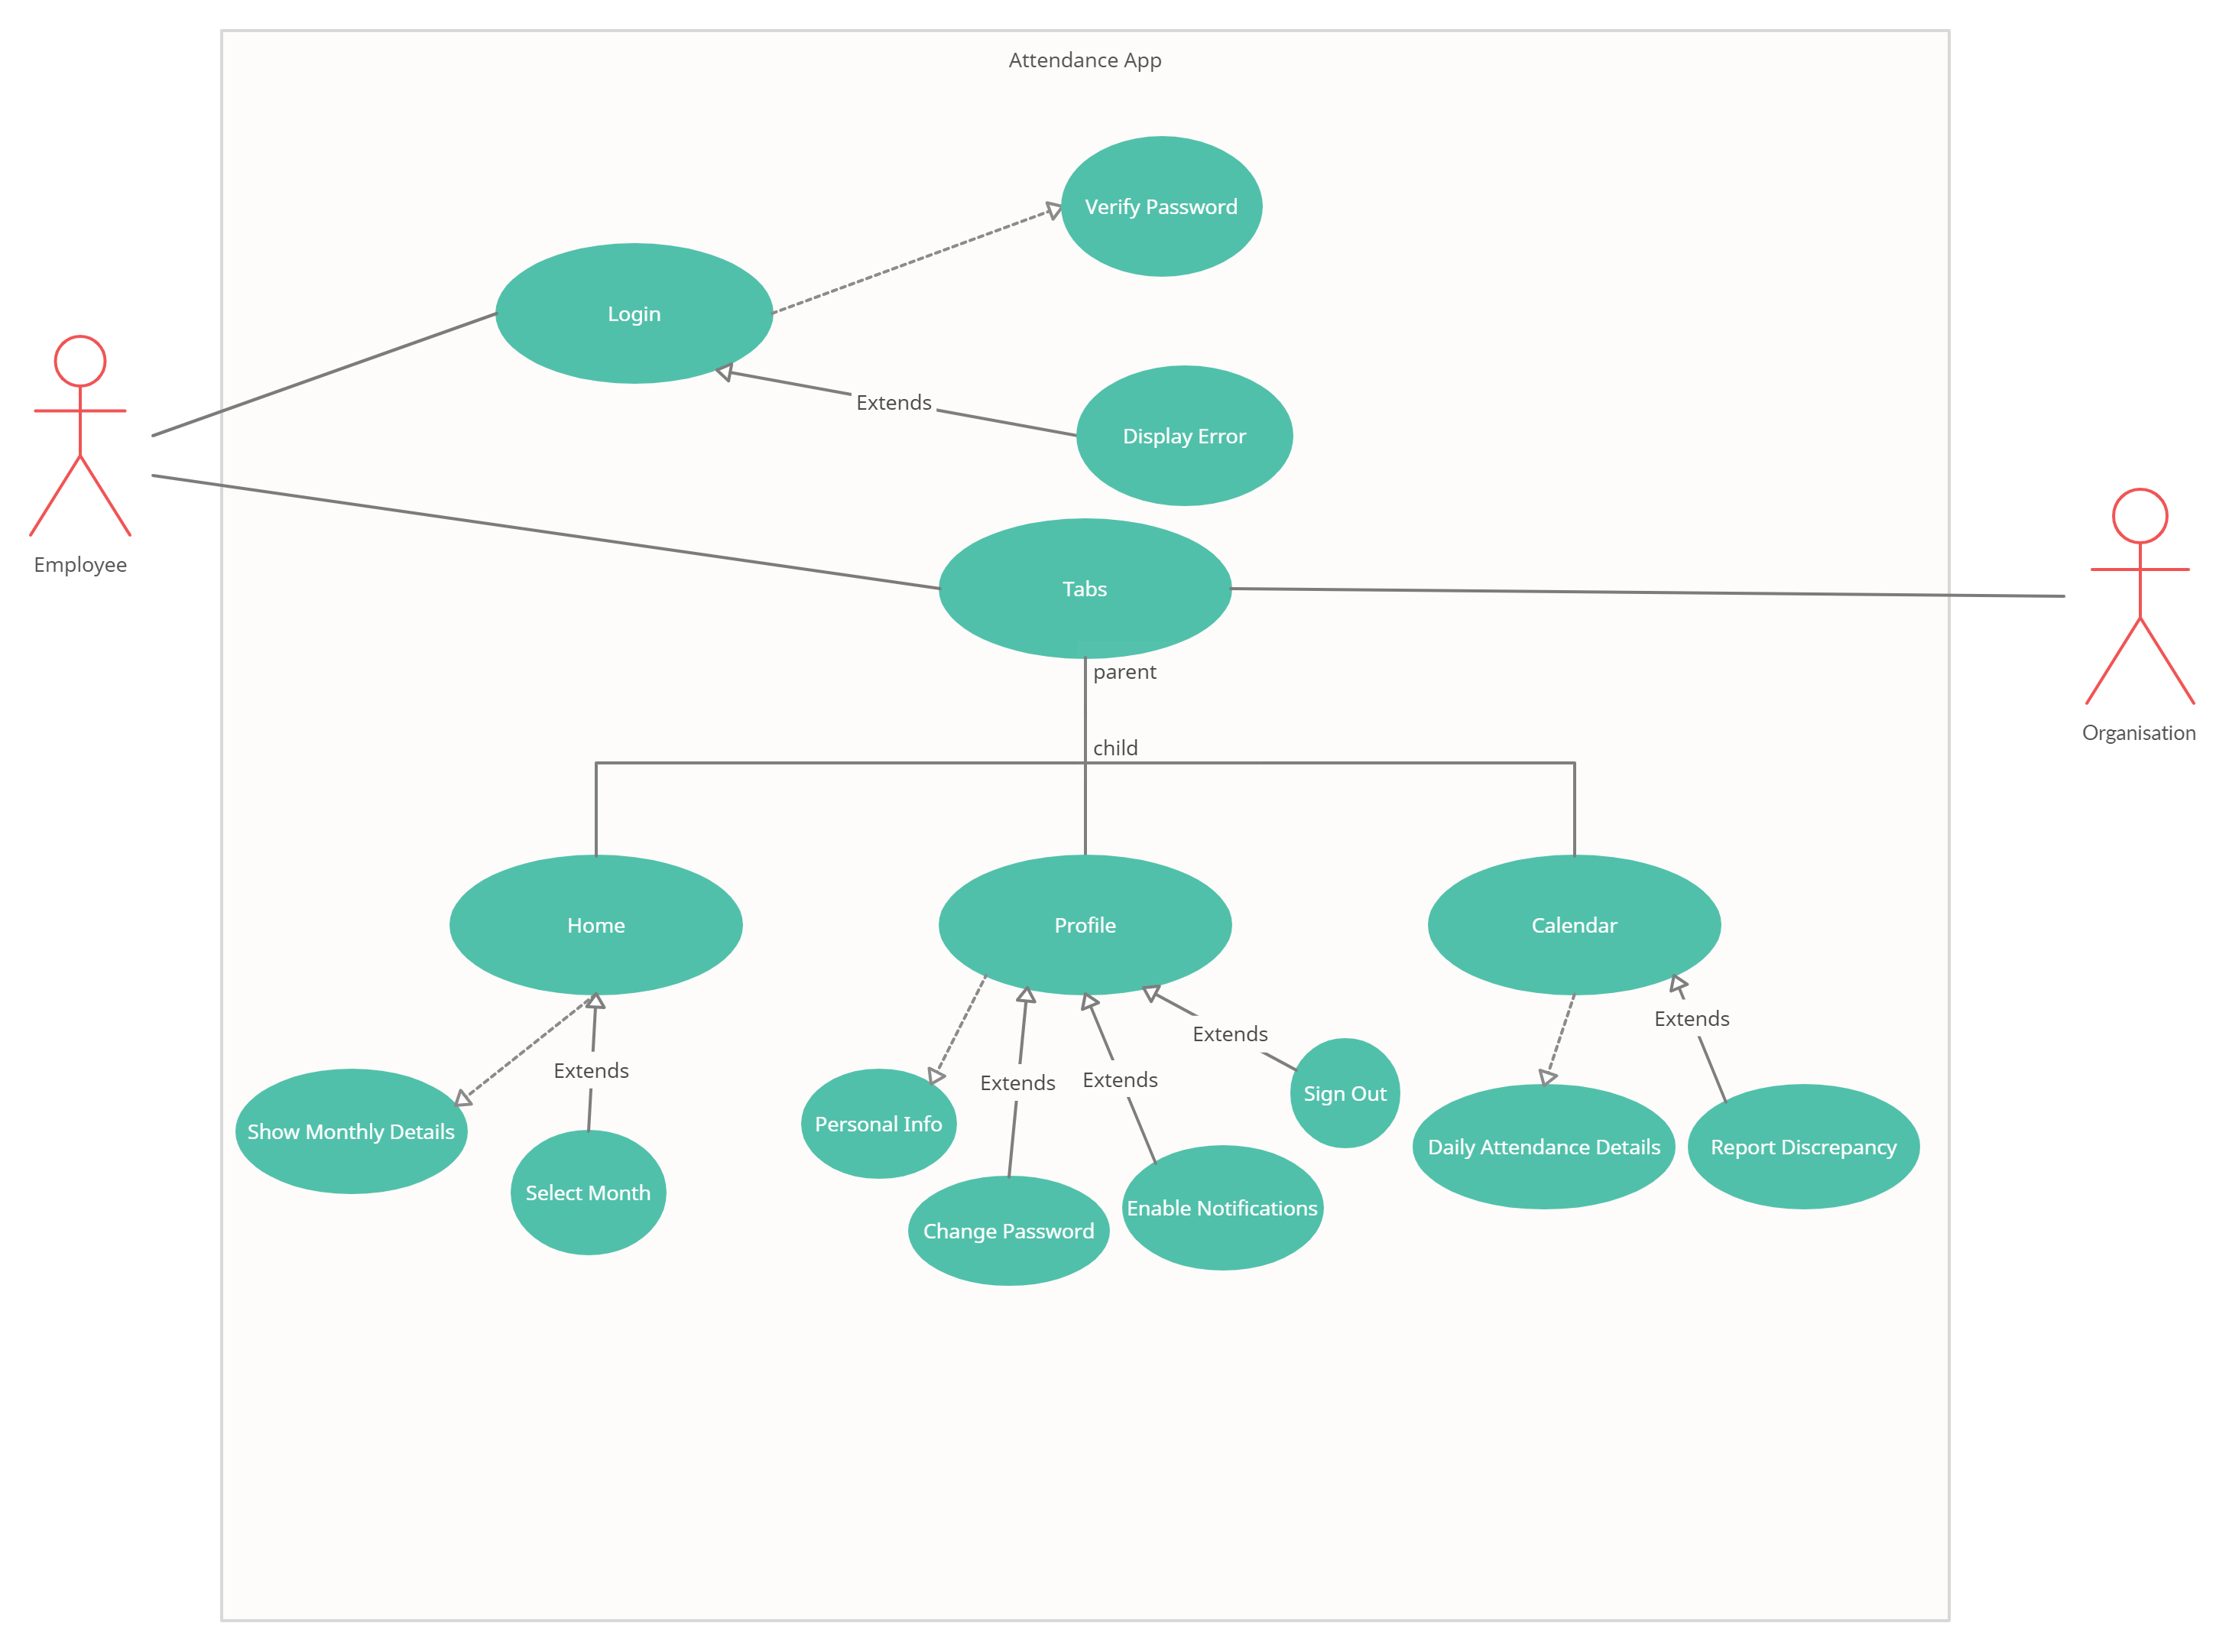 Attendance App
Verify Password
Login
Extends
Display Error
Employee
Tabs
parent
Organisation
child
Home
Profile
Calendar
Extends
Extends
Extends
Extends
Extends
Sign Out
Show Monthly Details
Personal Info
Daily Attendance Details
Report Discrepancy
Select Month
Change Password
Enable Notifications